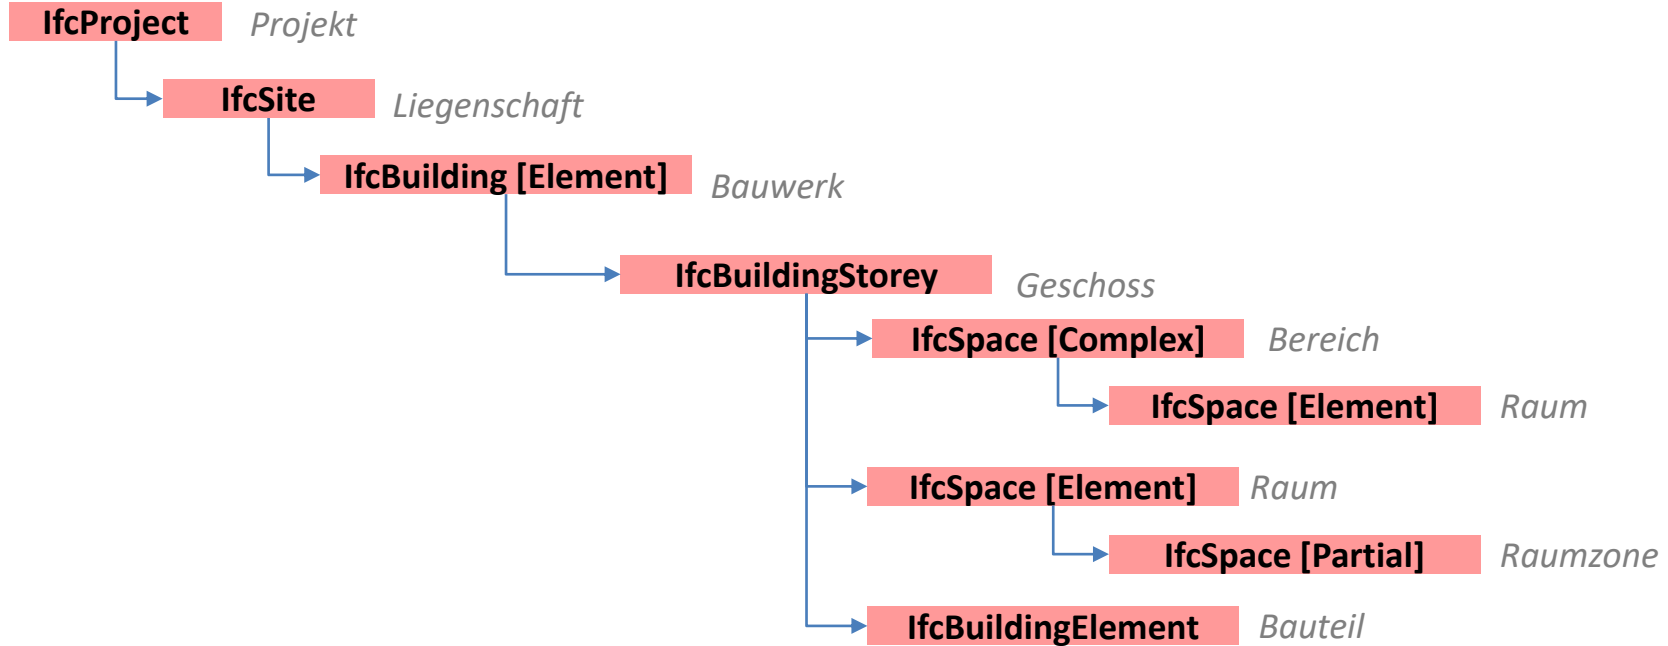 IfcProject Projekt
IfcSite Liegenschaft
IfcBuilding [Element] Bauwerk
IfcBuildingStorey Geschoss
IfcSpace [Complex] Bereich
IfcSpace [Element] Raum
IfcSpace [Element] Raum
IfcSpace [Partial] Raumzone
IfcBuildingElement Bauteil